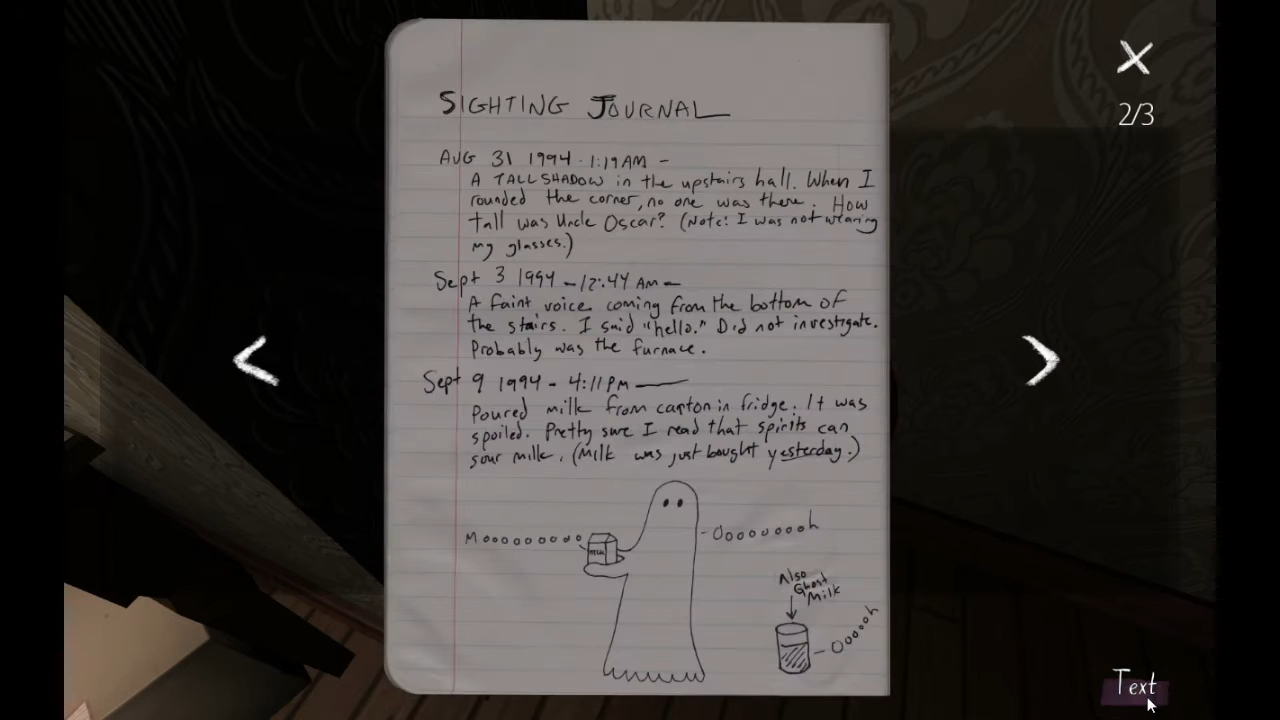 2/3
SIGHTING JOURNAL
AUG 31 1994 - 1:19 AM -
A TALL SHADOW in the upstairs hall. When I
rounded the corner, no one was there. How
tall was Uncle Oscar? (Note: I was not wearing
my glasses.)
Sept 3 1994 - 12:44 AM -
A faint voice coming from the bottom of
the stairs. I said "hello." Did not investigate.
Probably was the furnace.
Sept 9 1994 - 4:11 PM -
Poured milk from carton in fridge. It was
spoiled. Pretty sure I read that spirits can
sour milk. (Milk was just bought yesterday.)
Mooooooooo
MILK
-Ooooooooh
Also
Ghost
Milk
-Oooooh
Text